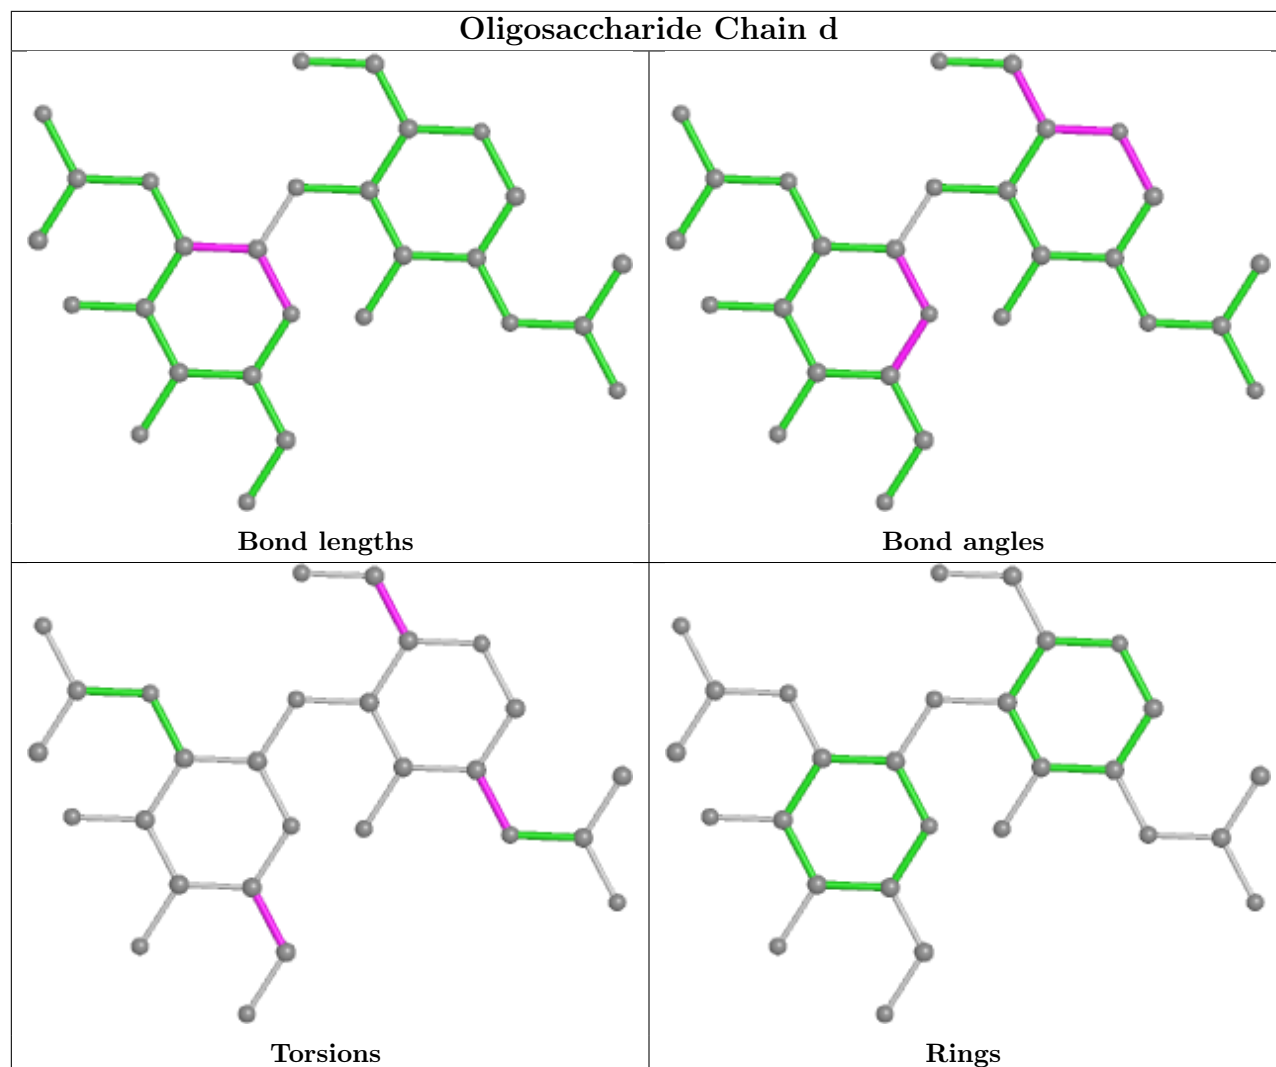 Oligosaccharide Chain d
Bond lengths
Bond angles
Torsions
Rings